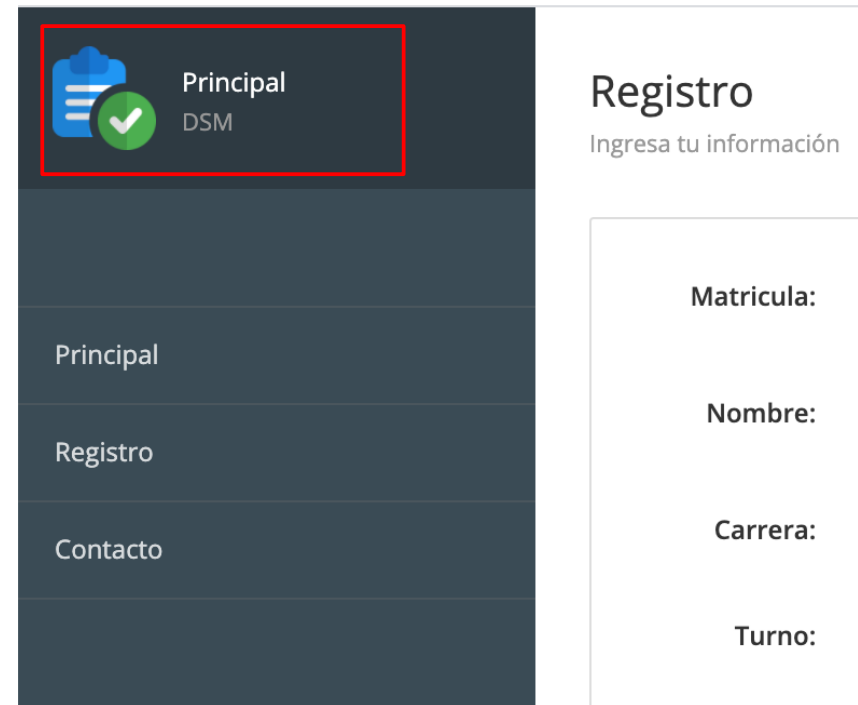 Principal
DSM
Principal
Registro
Contacto
Registro
Ingresa tu información
Matricula:
Nombre:
Carrera:
Turno: